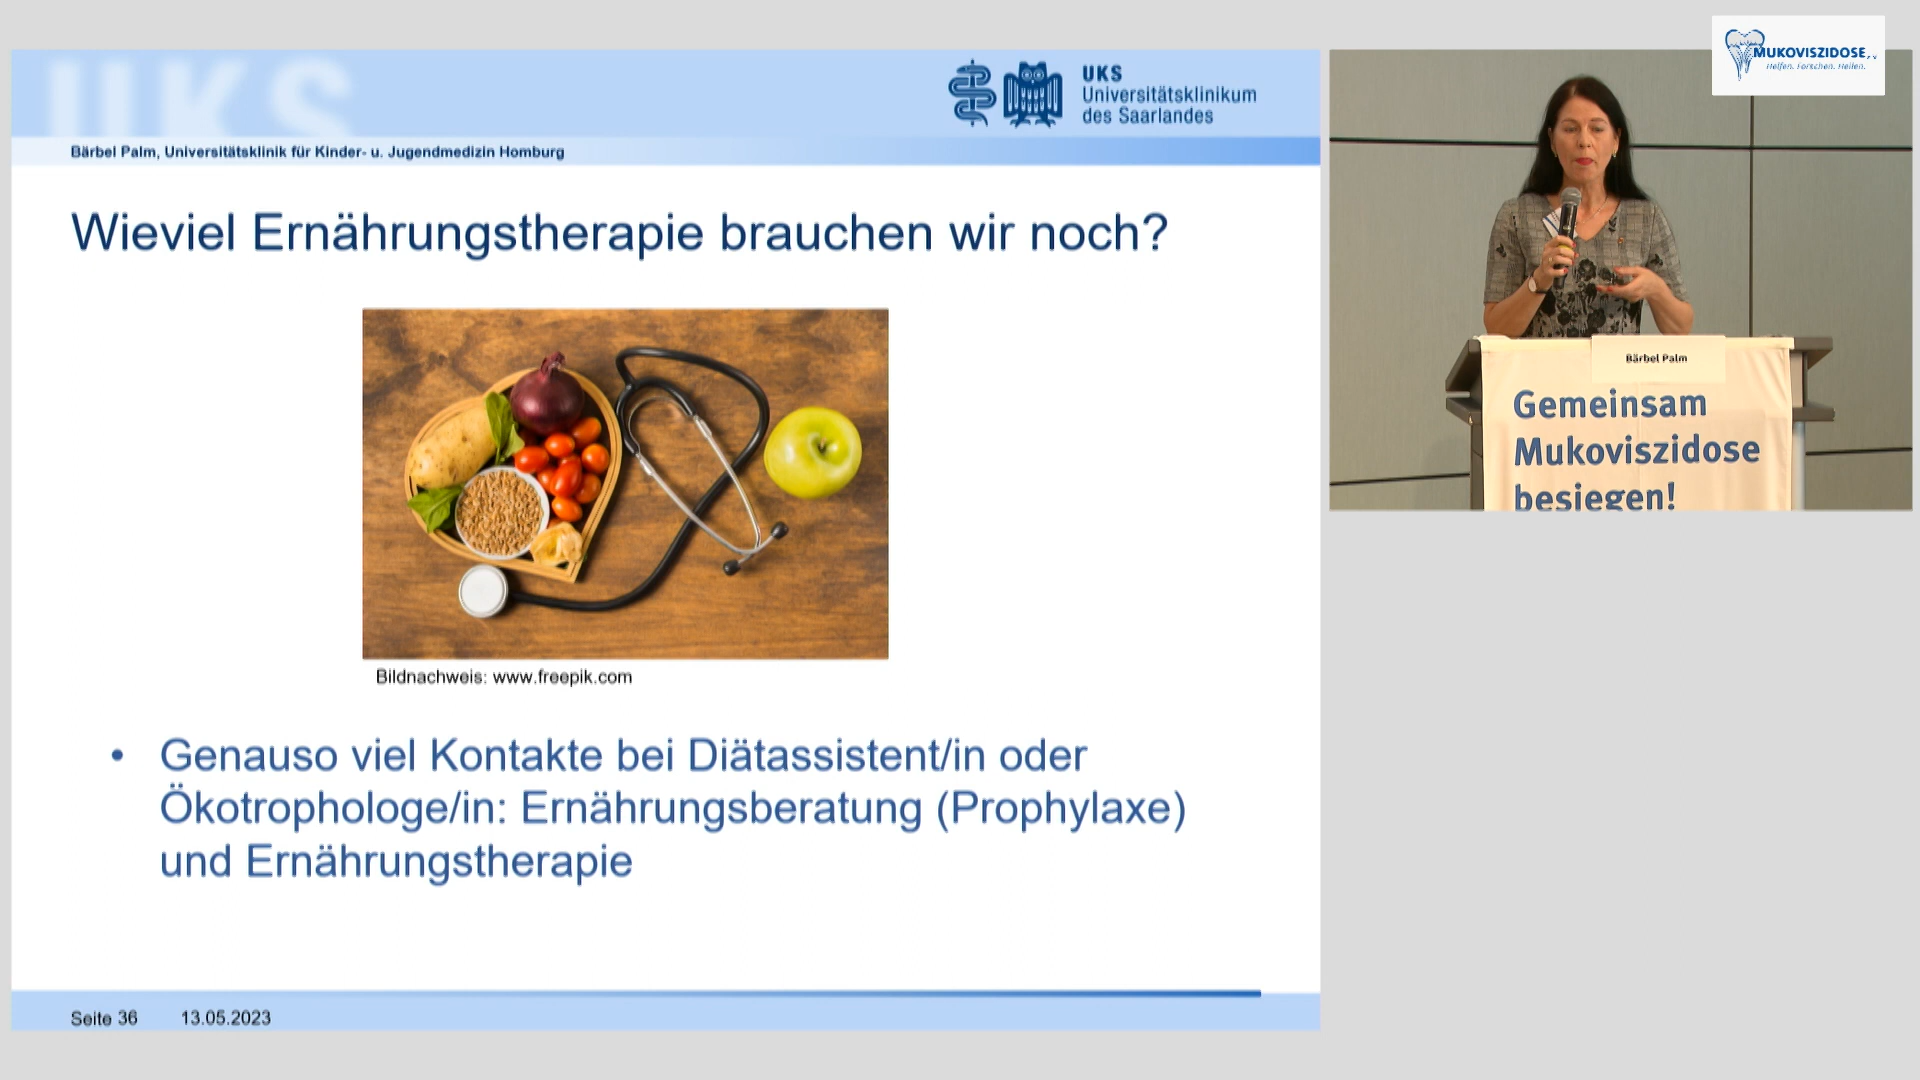 UKS
UKS
Universitätsklinikum
des Saarlandes
Bärbel Palm, Universitätsklinik für Kinder- u. Jugendmedizin Homburg
Wieviel Ernährungstherapie brauchen wir noch?
Bildnachweis: www.freepik.com
• Genauso viel Kontakte bei Diätassistent/in oder
Ökotrophologe/in: Ernährungsberatung (Prophylaxe)
und Ernährungstherapie
Seite 36 13.05.2023
MUKOVISZIDOSE
Helfen. Forschen. Heilen.
Bärbel Palm
Gemeinsam
Mukoviszidose
besiegen!